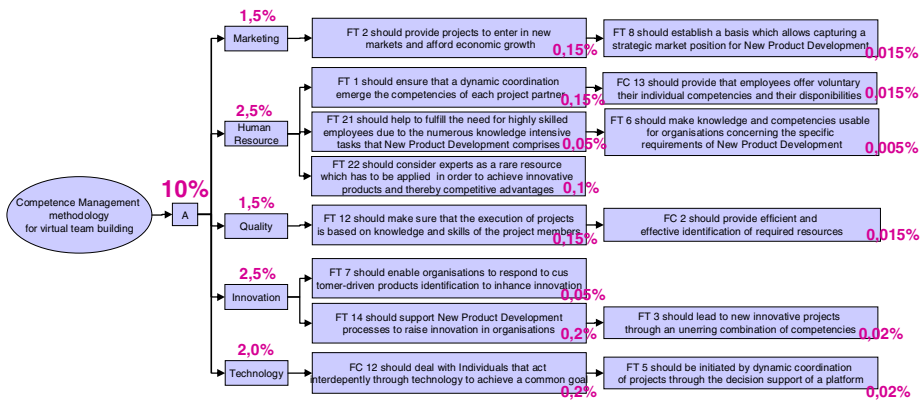 1,5%
Marketing
FT 2 should provide projects to enter in new
markets and afford economic growth
0,15%
FT 8 should establish a basis which allows capturing a
strategic market position for New Product Development
0,015%
2,5%
Human
Resource
FT 1 should ensure that a dynamic coordination
emerge the competencies of each project partner
0,15%
FC 13 should provide that employees offer voluntary
their individual competencies and their disponibilities
0,015%
FT 21 should help to fulfill the need for highly skilled
employees due to the numerous knowledge intensive
tasks that New Product Development comprises
0,05%
FT 6 should make knowledge and competencies usable
for organisations concerning the specific
requirements of New Product Development
0,005%
FT 22 should consider experts as a rare resource
which has to be applied in order to achieve innovative
products and thereby competitive advantages
0,1%
Competence Management
methodology
for virtual team building
10%
A
1,5%
Quality
FT 12 should make sure that the execution of projects
is based on knowledge and skills of the project members
0,15%
FC 2 should provide efficient and
effective identification of required resources
0,015%
2,5%
Innovation
FT 7 should enable organisations to respond to cus
tomer-driven products identification to inhance innovation
0,05%
FT 14 should support New Product Development
processes to raise innovation in organisations
0,2%
FT 3 should lead to new innovative projects
through an unerring combination of competencies
0,02%
2,0%
Technology
FC 12 should deal with Individuals that act
interdepently through technology to achieve a common goal
0,2%
FT 5 should be initiated by dynamic coordination
of projects through the decision support of a platform
0,02%